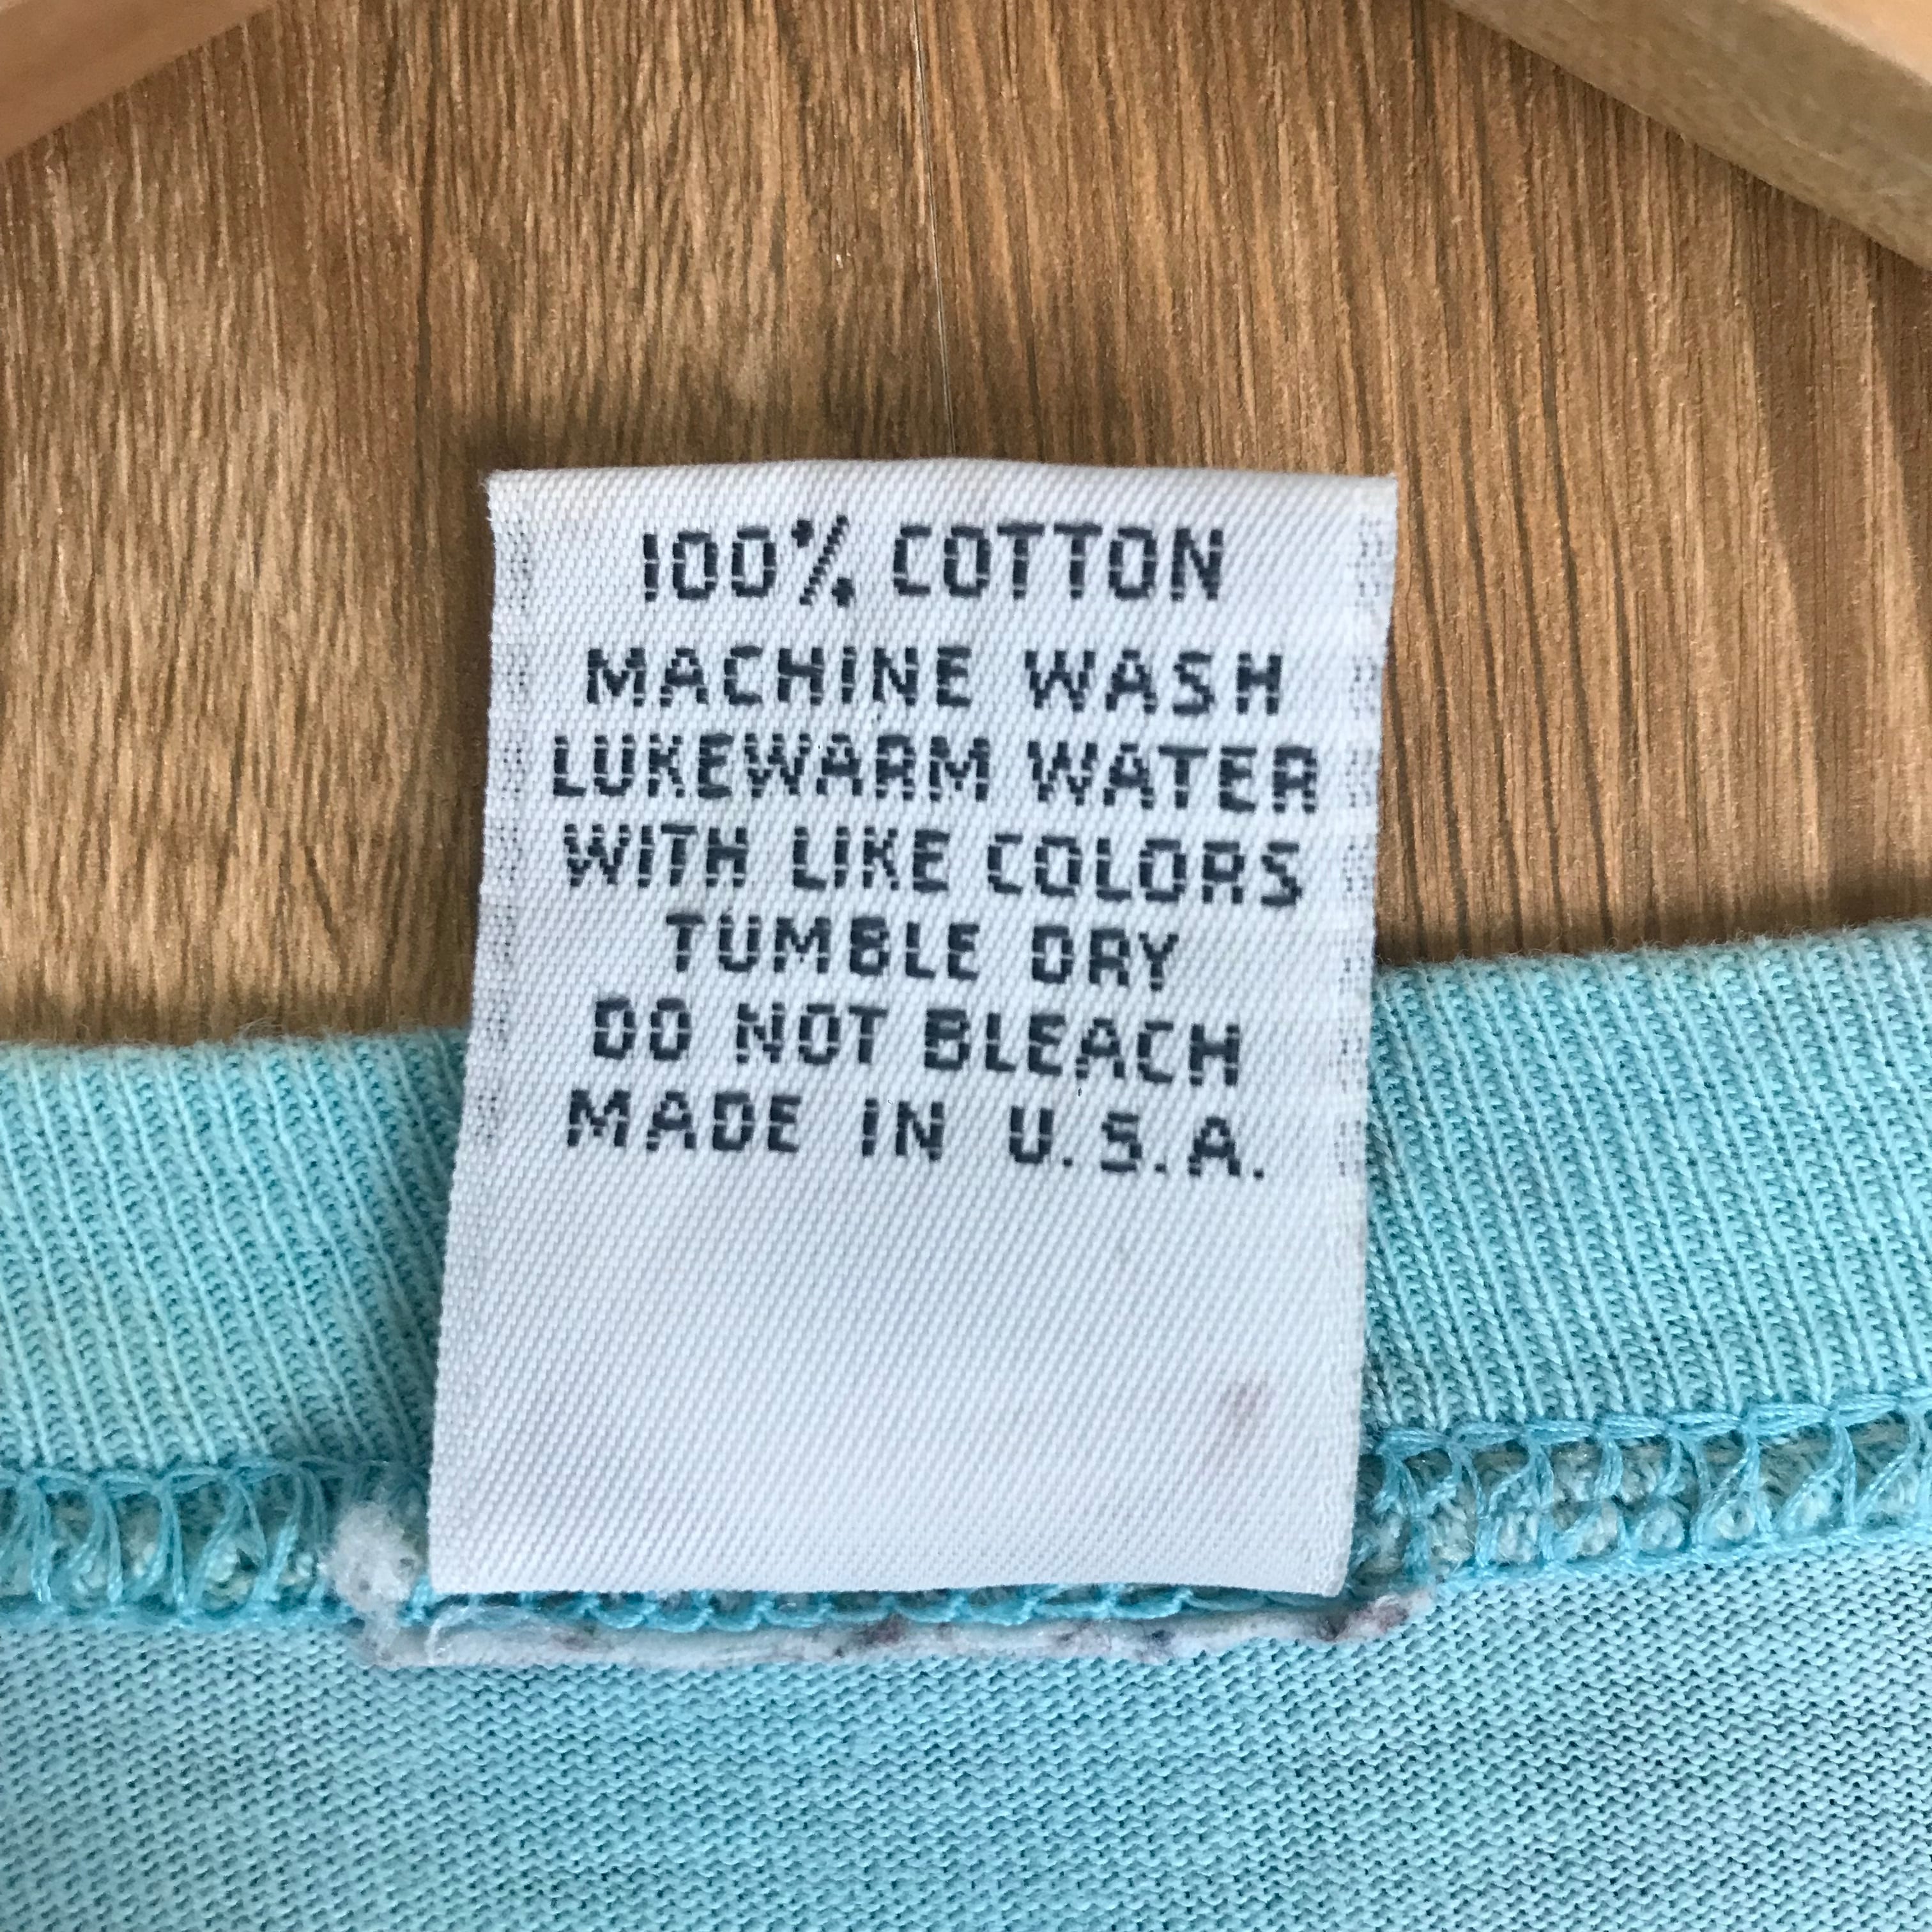 100% COTTON
MACHINE WASH
LUKEWARM WATER
WITH LIKE COLORS
TUMBLE DRY
DO NOT BLEACH
MADE IN U.S.A.